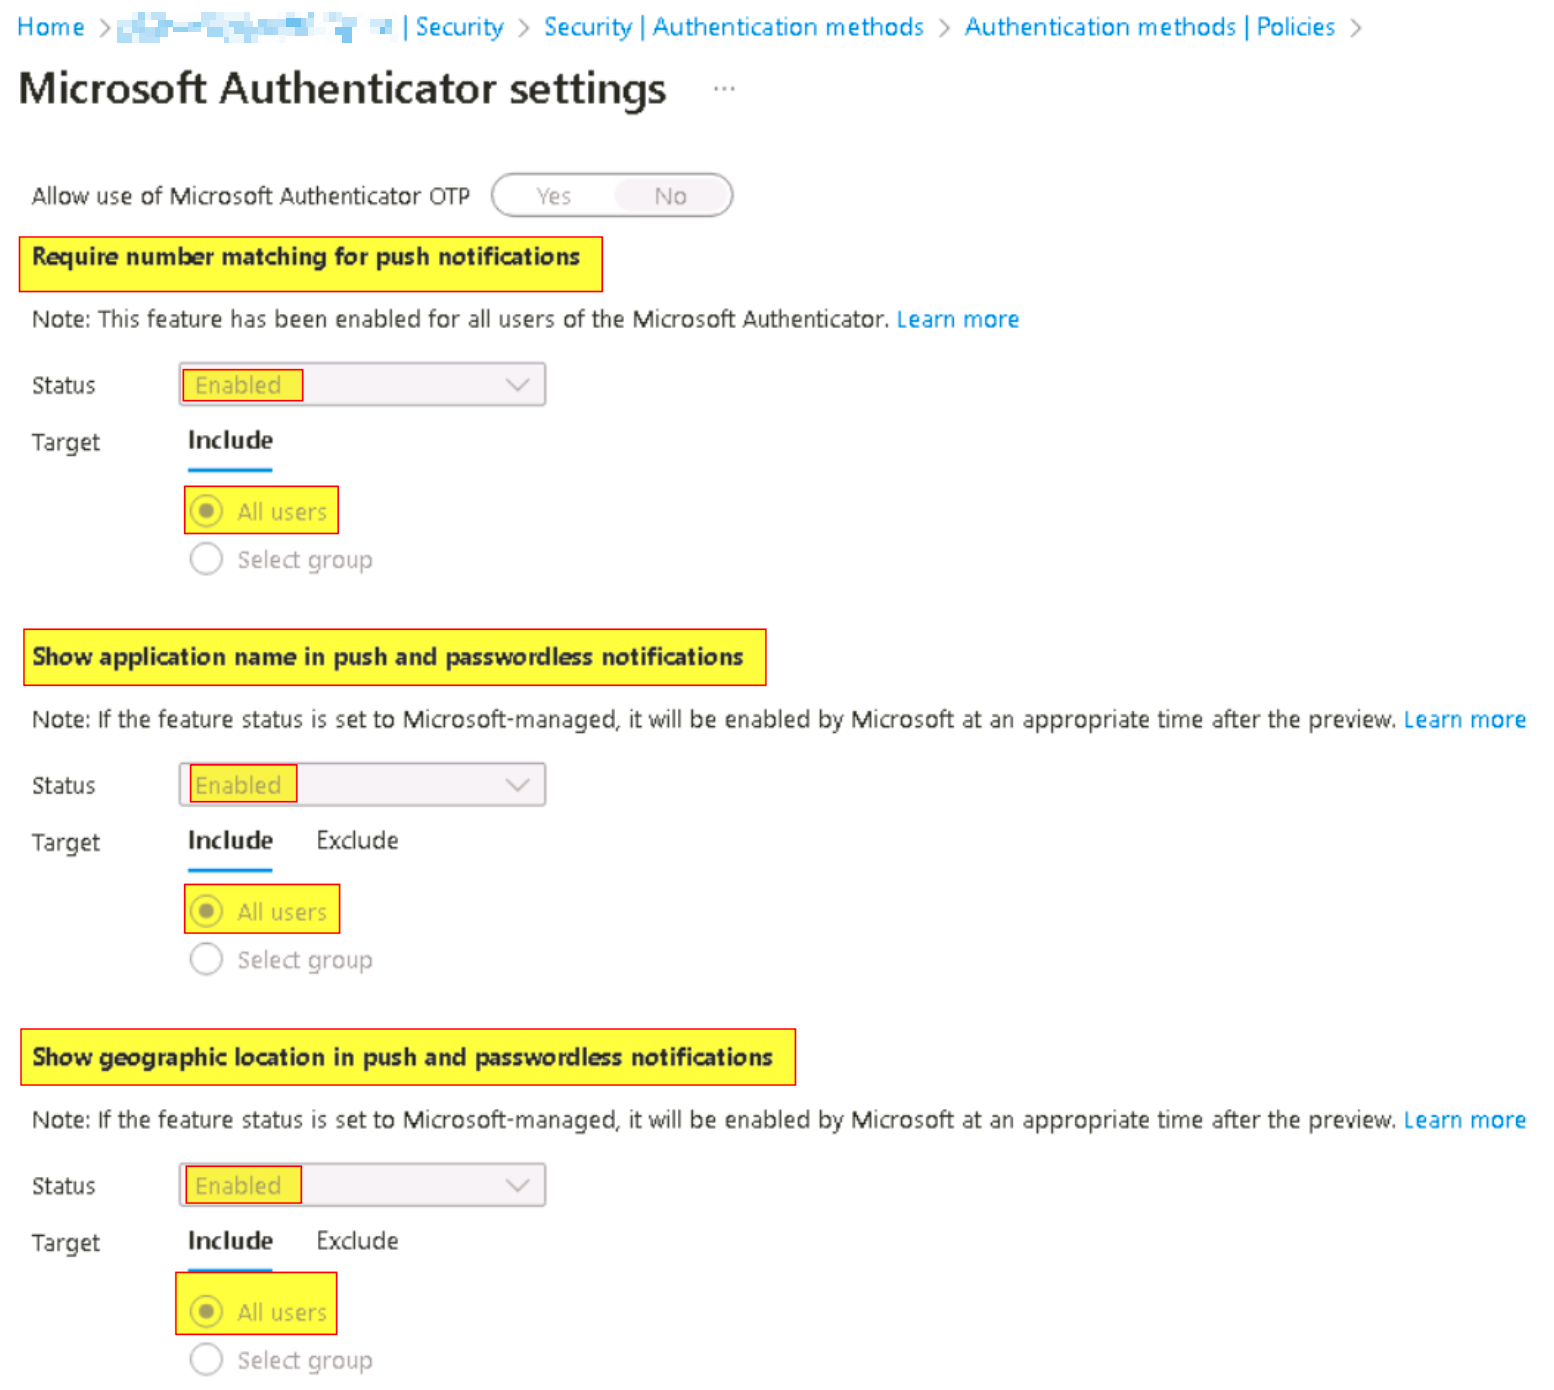 Home > | Security > Security | Authentication methods > Authentication methods | Policies >
Microsoft Authenticator settings ...
Allow use of Microsoft Authenticator OTP Yes No
Require number matching for push notifications
Note: This feature has been enabled for all users of the Microsoft Authenticator. Learn more
Status Enabled
Target Include
All users
Select group
Show application name in push and passwordless notifications
Note: If the feature status is set to Microsoft-managed, it will be enabled by Microsoft at an appropriate time after the preview. Learn more
Status Enabled
Target Include Exclude
All users
Select group
Show geographic location in push and passwordless notifications
Note: If the feature status is set to Microsoft-managed, it will be enabled by Microsoft at an appropriate time after the preview. Learn more
Status Enabled
Target Include Exclude
All users
Select group